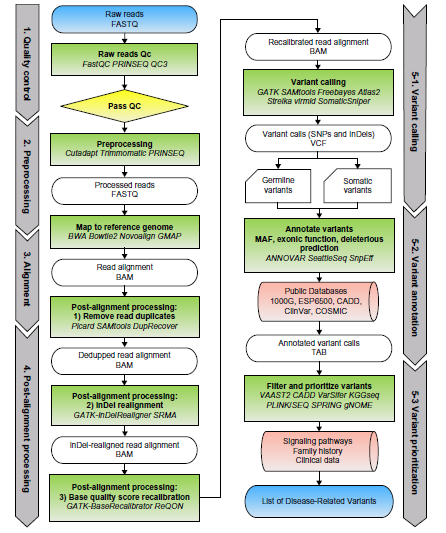 1. Quality control
Raw reads
FASTQ
Raw reads Qc
FastQC PRINSEQ QC3
Pass QC
2. Preprocessing
Preprocessing
Cutadapt Trimmomatic PRINSEQ
Processed reads
FASTQ
3. Alignment
Map to reference genome
BWA Bowtie2 Novoalign GMAP
Read alignment
BAM
4. Post-alignment processing
Post-alignment processing:
1) Remove read duplicates
Picard SAMtools DupRecover
Dedupped read alignment
BAM
Post-alignment processing:
2) InDel realignment
GATK-InDelRealigner SRMA
InDel-realigned read alignment
BAM
Post-alignment processing:
3) Base quality score recalibration
GATK-BaseRecalibrator ReQON
5-1. Variant calling
Recalibrated read alignment
BAM
Variant calling
GATK SAMtools Freebayes Atlas2
Strelka virmid SomaticSniper
Variant calls (SNPs and InDels)
VCF
Germline
variants
Somatic
variants
5-2. Variant annotation
Annotate variants
MAF, exonic function, deleterious
prediction
ANNOVAR SeattleSeq SnpEff
Public Databases
1000G, ESP6500, CADD,
ClinVar, COSMIC
Annotated variant calls
TAB
5-3 Variant prioritization
Filter and prioritize variants
VAAST2 CADD VarSifer KGGseq
PLINK/SEQ SPRING gNOME
Signaling pathways
Family history
Clinical data
List of Disease-Related Variants